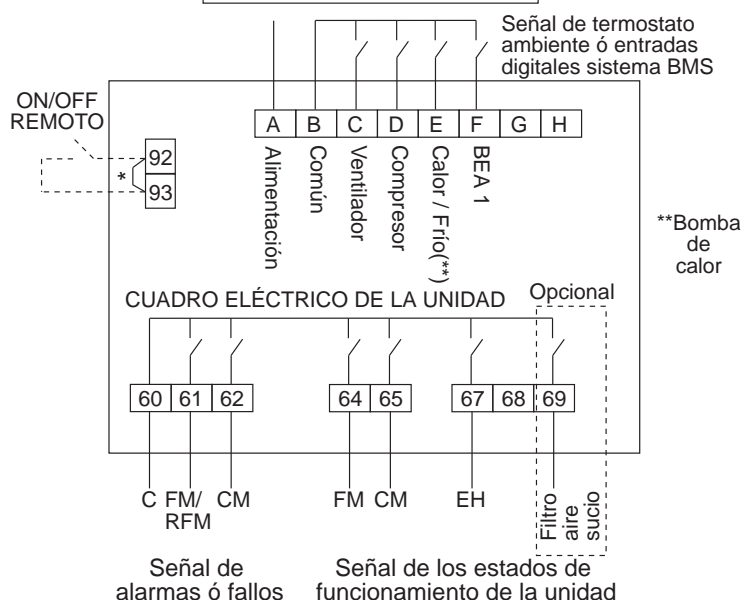 Señal de termostato
ambiente ó entradas
digitales sistema BMS
ON/OFF
REMOTO
A B C D E F G H
92
93
*
Alimentación
Común
Ventilador
Compresor
Calor / Frío(**)
BEA 1
**Bomba
de
calor
CUADRO ELÉCTRICO DE LA UNIDAD
Opcional
60 61 62 64 65 67 68 69
C FM/ CM FM CM EH
RFM
Filtro
aire
sucio
Señal de
alarmas ó fallos
Señal de los estados de
funcionamiento de la unidad